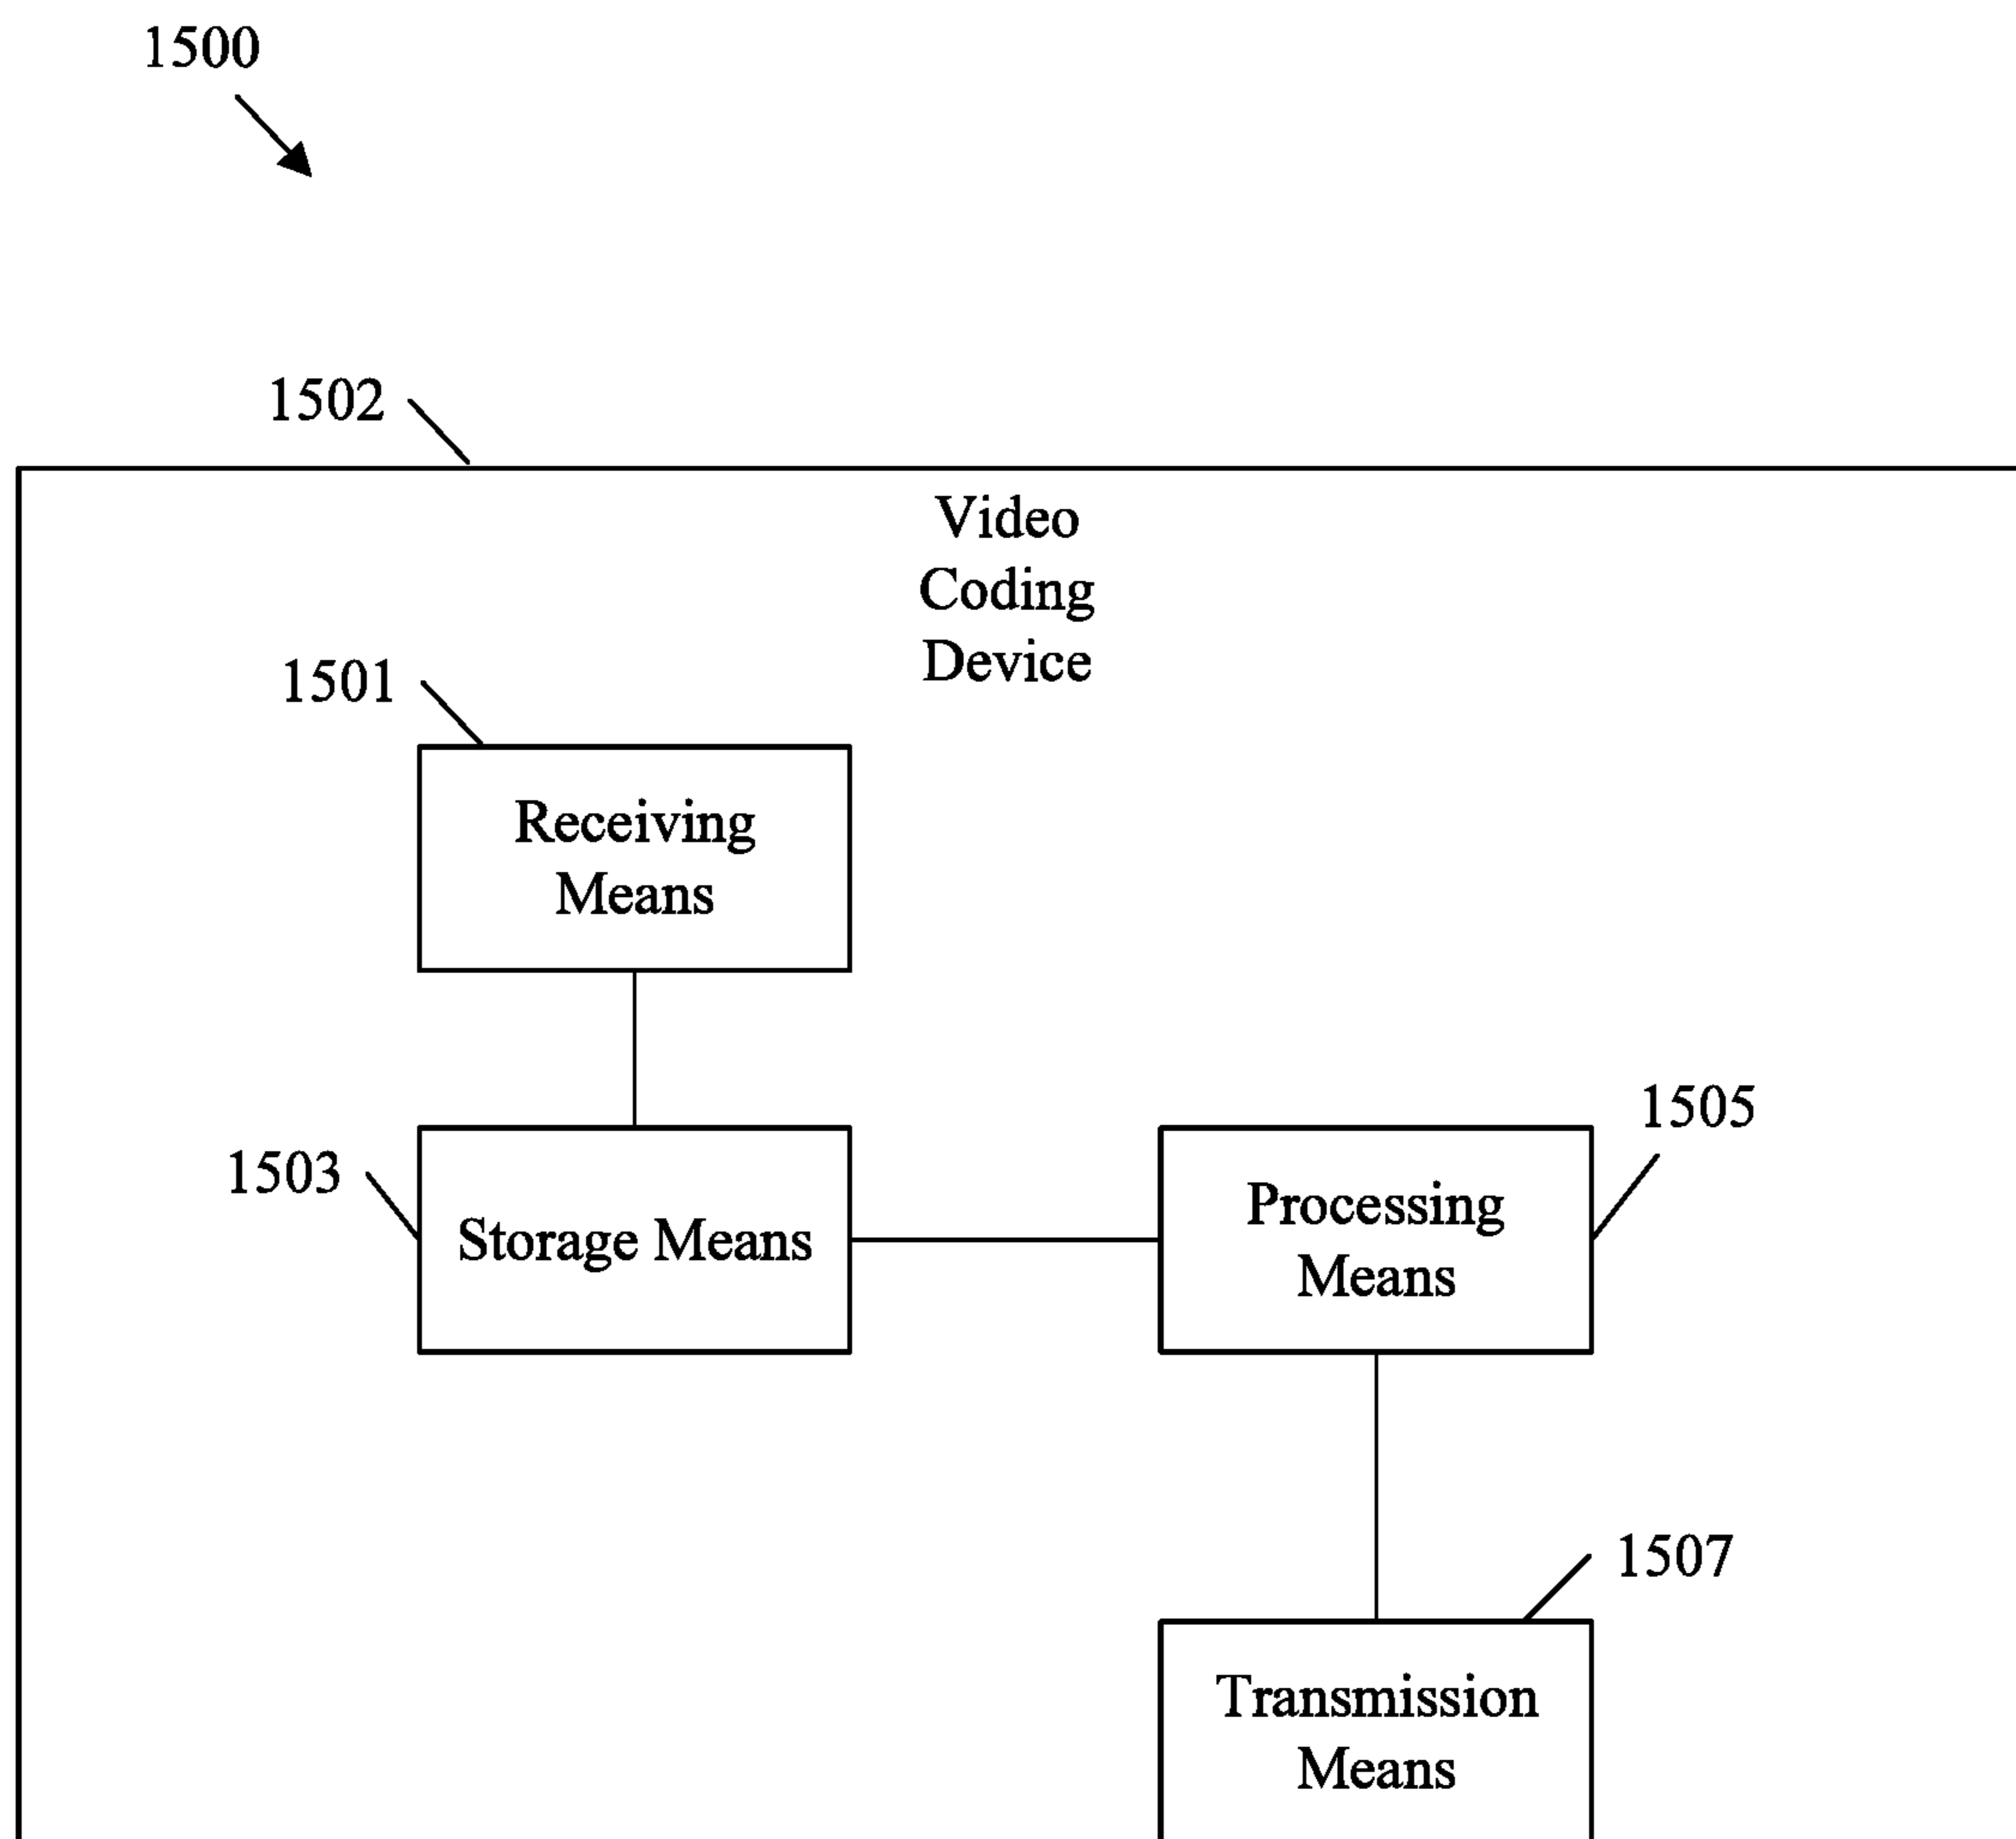 1500
1502
Video
Coding
Device
1501
Receiving
Means
1505
1503
Storage Means
Processing
Means
1507
Transmission
Means